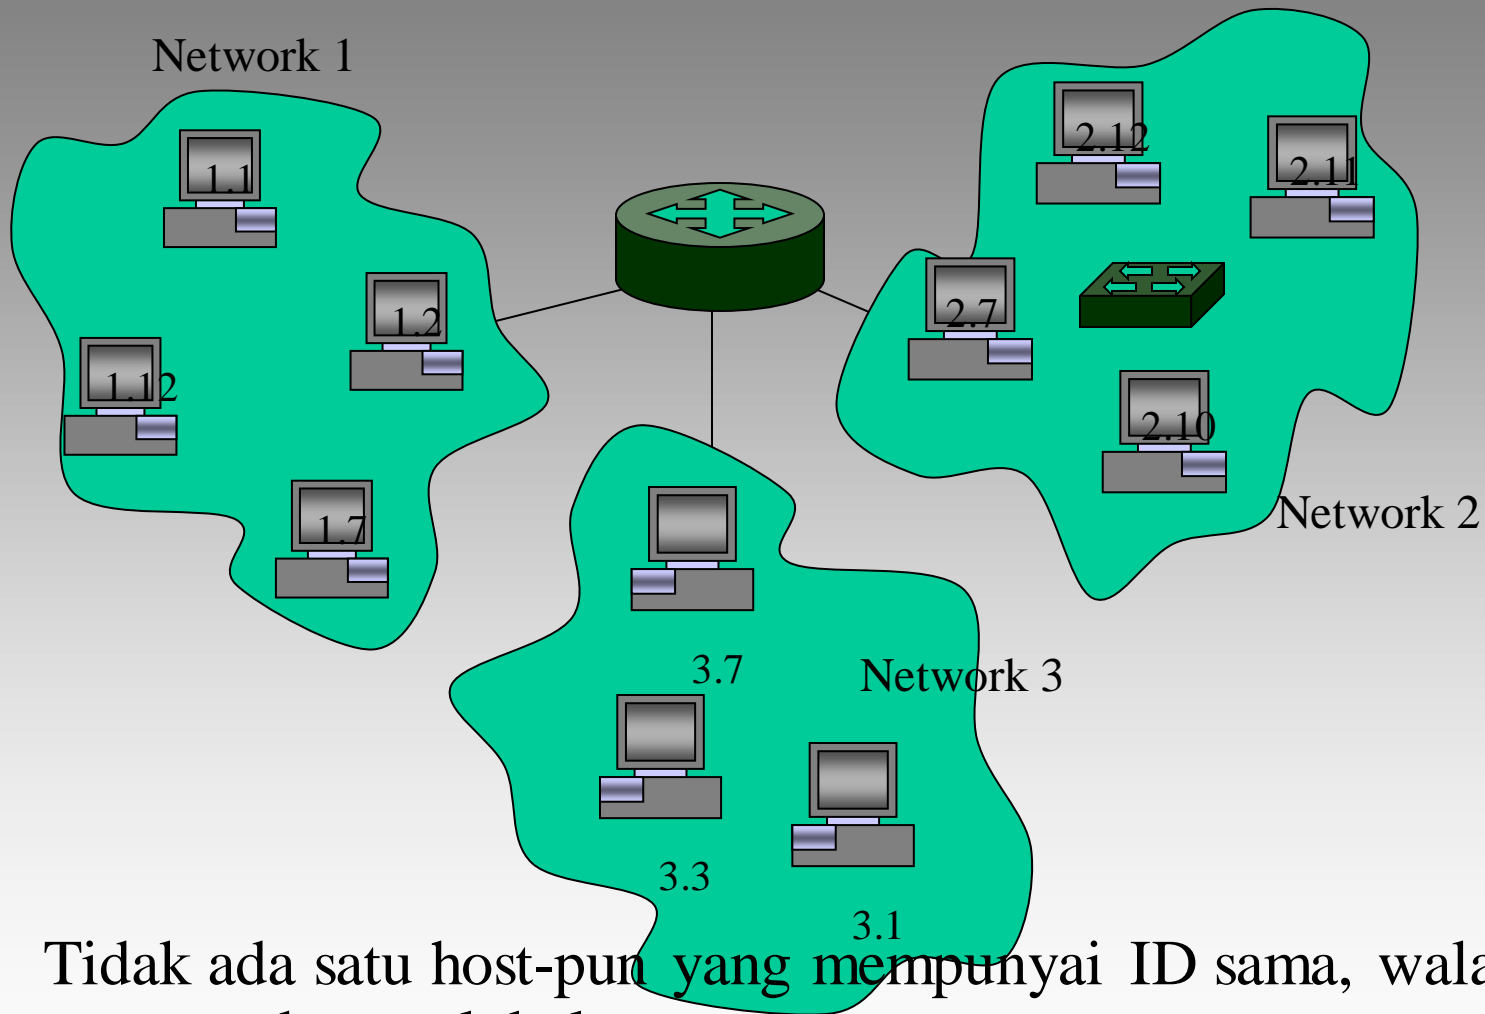 Network 1
1.1
1.2
1.12
1.7
2.12
2.11
2.7
2.10
Network 2
3.7
Network 3
3.3
3.1
Tidak ada satu host-pun yang mempunyai ID sama,